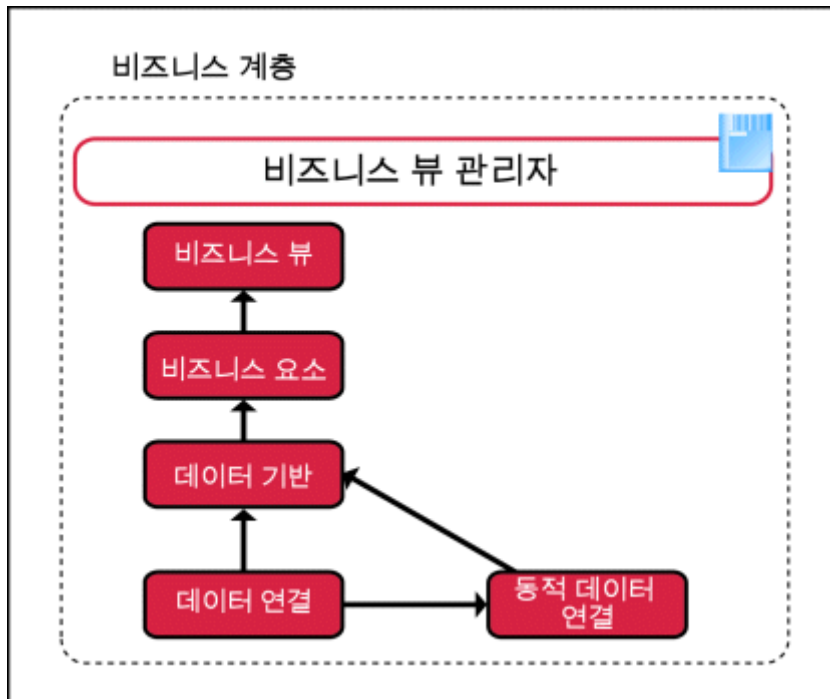 비즈니스 계층
비즈니스 뷰 관리자
비즈니스 뷰
비즈니스 요소
데이터 기반
데이터 연결
동적 데이터
연결